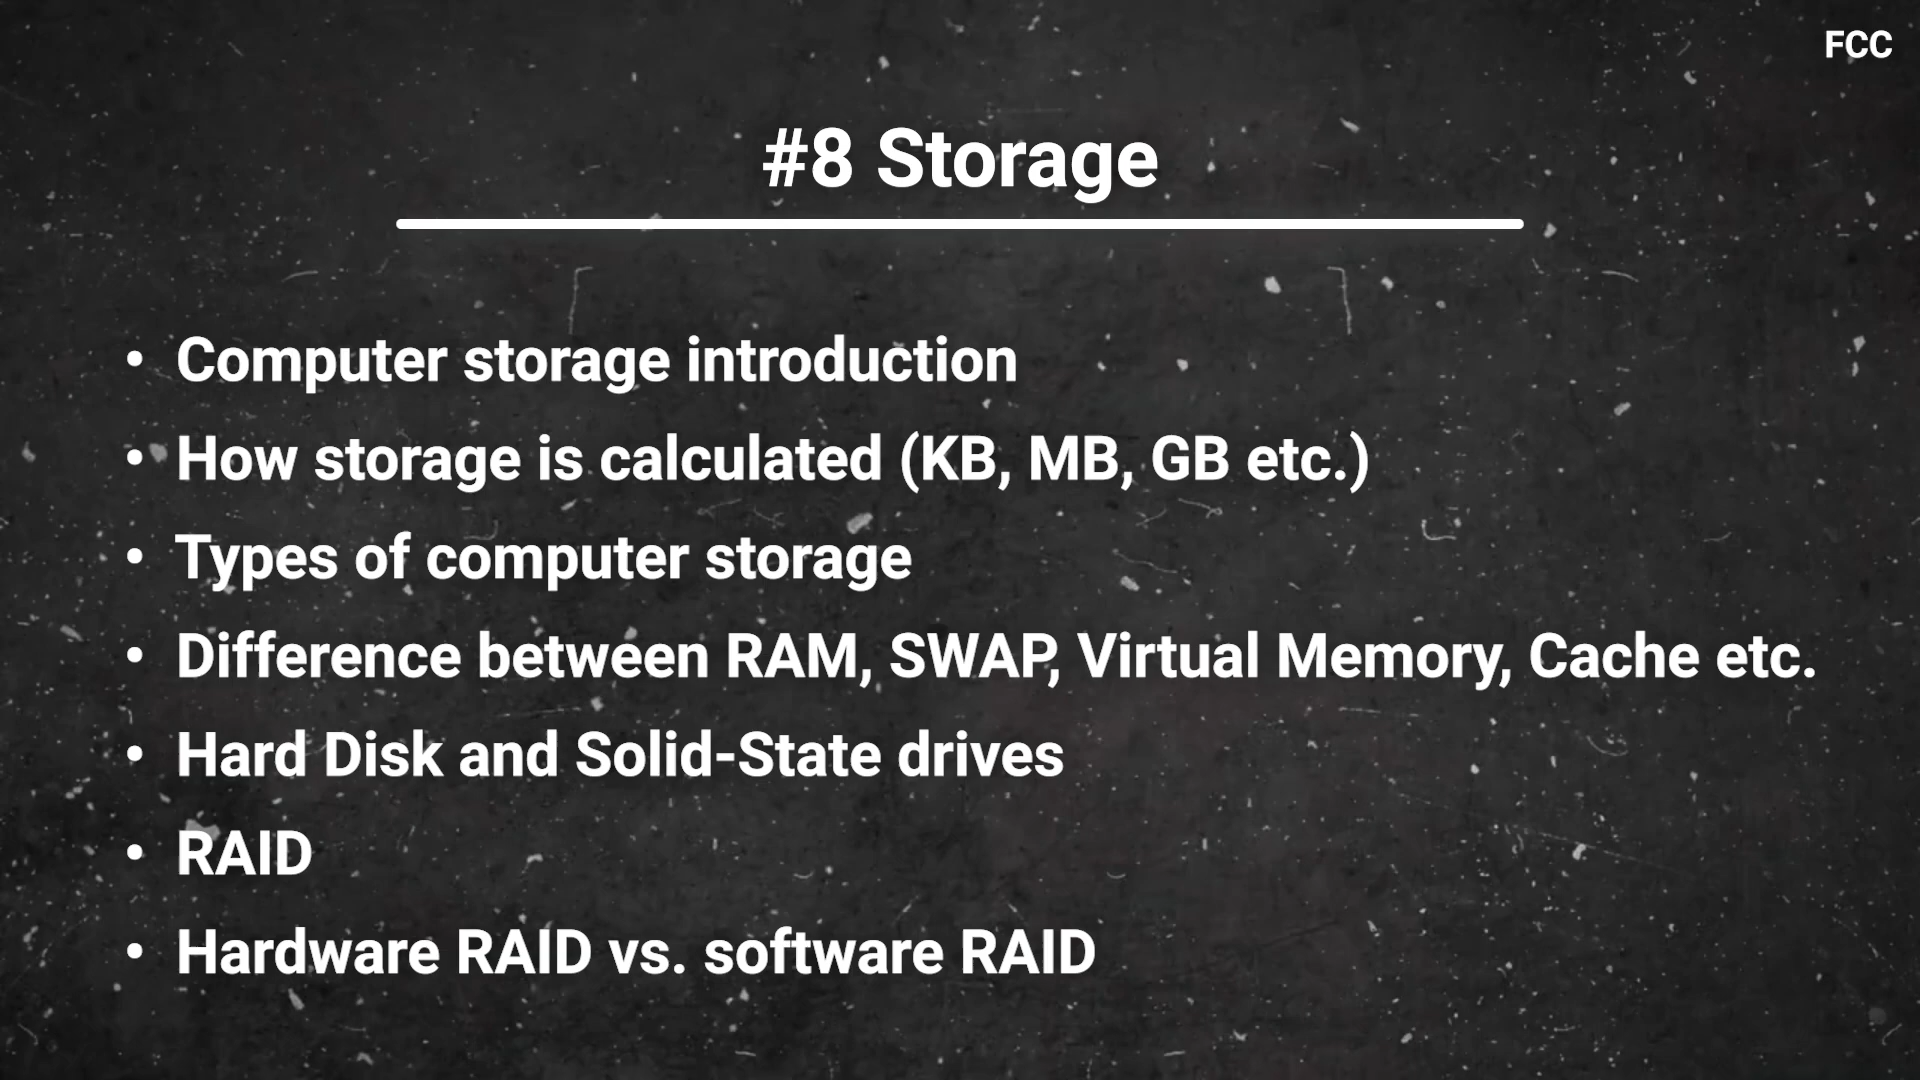 FCC
#8 Storage
• Computer storage introduction
• How storage is calculated (KB, MB, GB etc.)
• Types of computer storage
• Difference between RAM, SWAP, Virtual Memory, Cache etc.
• Hard Disk and Solid-State drives
• RAID
• Hardware RAID vs. software RAID